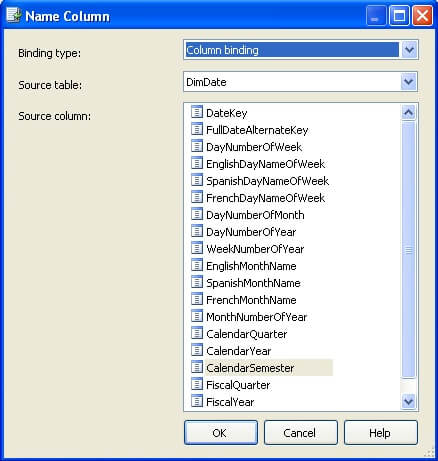 Name Column
Binding type:
Column binding
Source table:
DimDate
Source column:
DateKey
FullDateAlternateKey
DayNumberOfWeek
EnglishDayNameOfWeek
SpanishDayNameOfWeek
FrenchDayNameOfWeek
DayNumberOfMonth
DayNumberOfYear
WeekNumberOfYear
EnglishMonthName
SpanishMonthName
FrenchMonthName
MonthNumberOfYear
CalendarQuarter
CalendarYear
CalendarSemester
FiscalQuarter
FiscalYear
OK
Cancel
Help